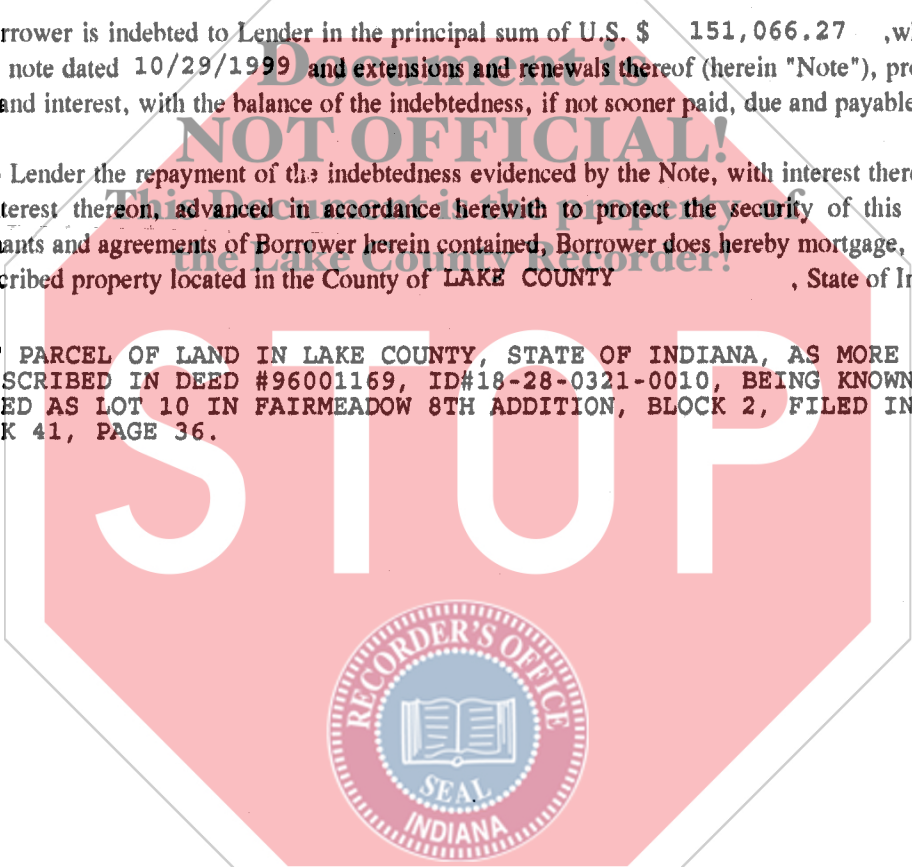 rrower is indebted to Lender in the principal sum of U.S. $ 151,066.27 ,w
Document is
note dated 10/29/1999 and extensions and renewals thereof (herein "Note"), pr
and interest, with the balance of the indebtedness, if not sooner paid, due and payable
NOT OFFICIAL!
Lender the repayment of the indebtedness evidenced by the Note, with interest there
This Document is the property of
terest thereon, advanced in accordance herewith to protect the security of this
ants and agreements of Borrower herein contained, Borrower does hereby mortgage,
the Lake County Recorder!
cribed property located in the County of LAKE COUNTY , State of In
PARCEL OF LAND IN LAKE COUNTY, STATE OF INDIANA, AS MORE
SCRIBED IN DEED #96001169, ID#18-28-0321-0010, BEING KNOWN
ED AS LOT 10 IN FAIRMEADOW 8TH ADDITION, BLOCK 2, FILED IN
K 41, PAGE 36.
STOP
RECORDER'S OFFICE
SEAL
INDIANA